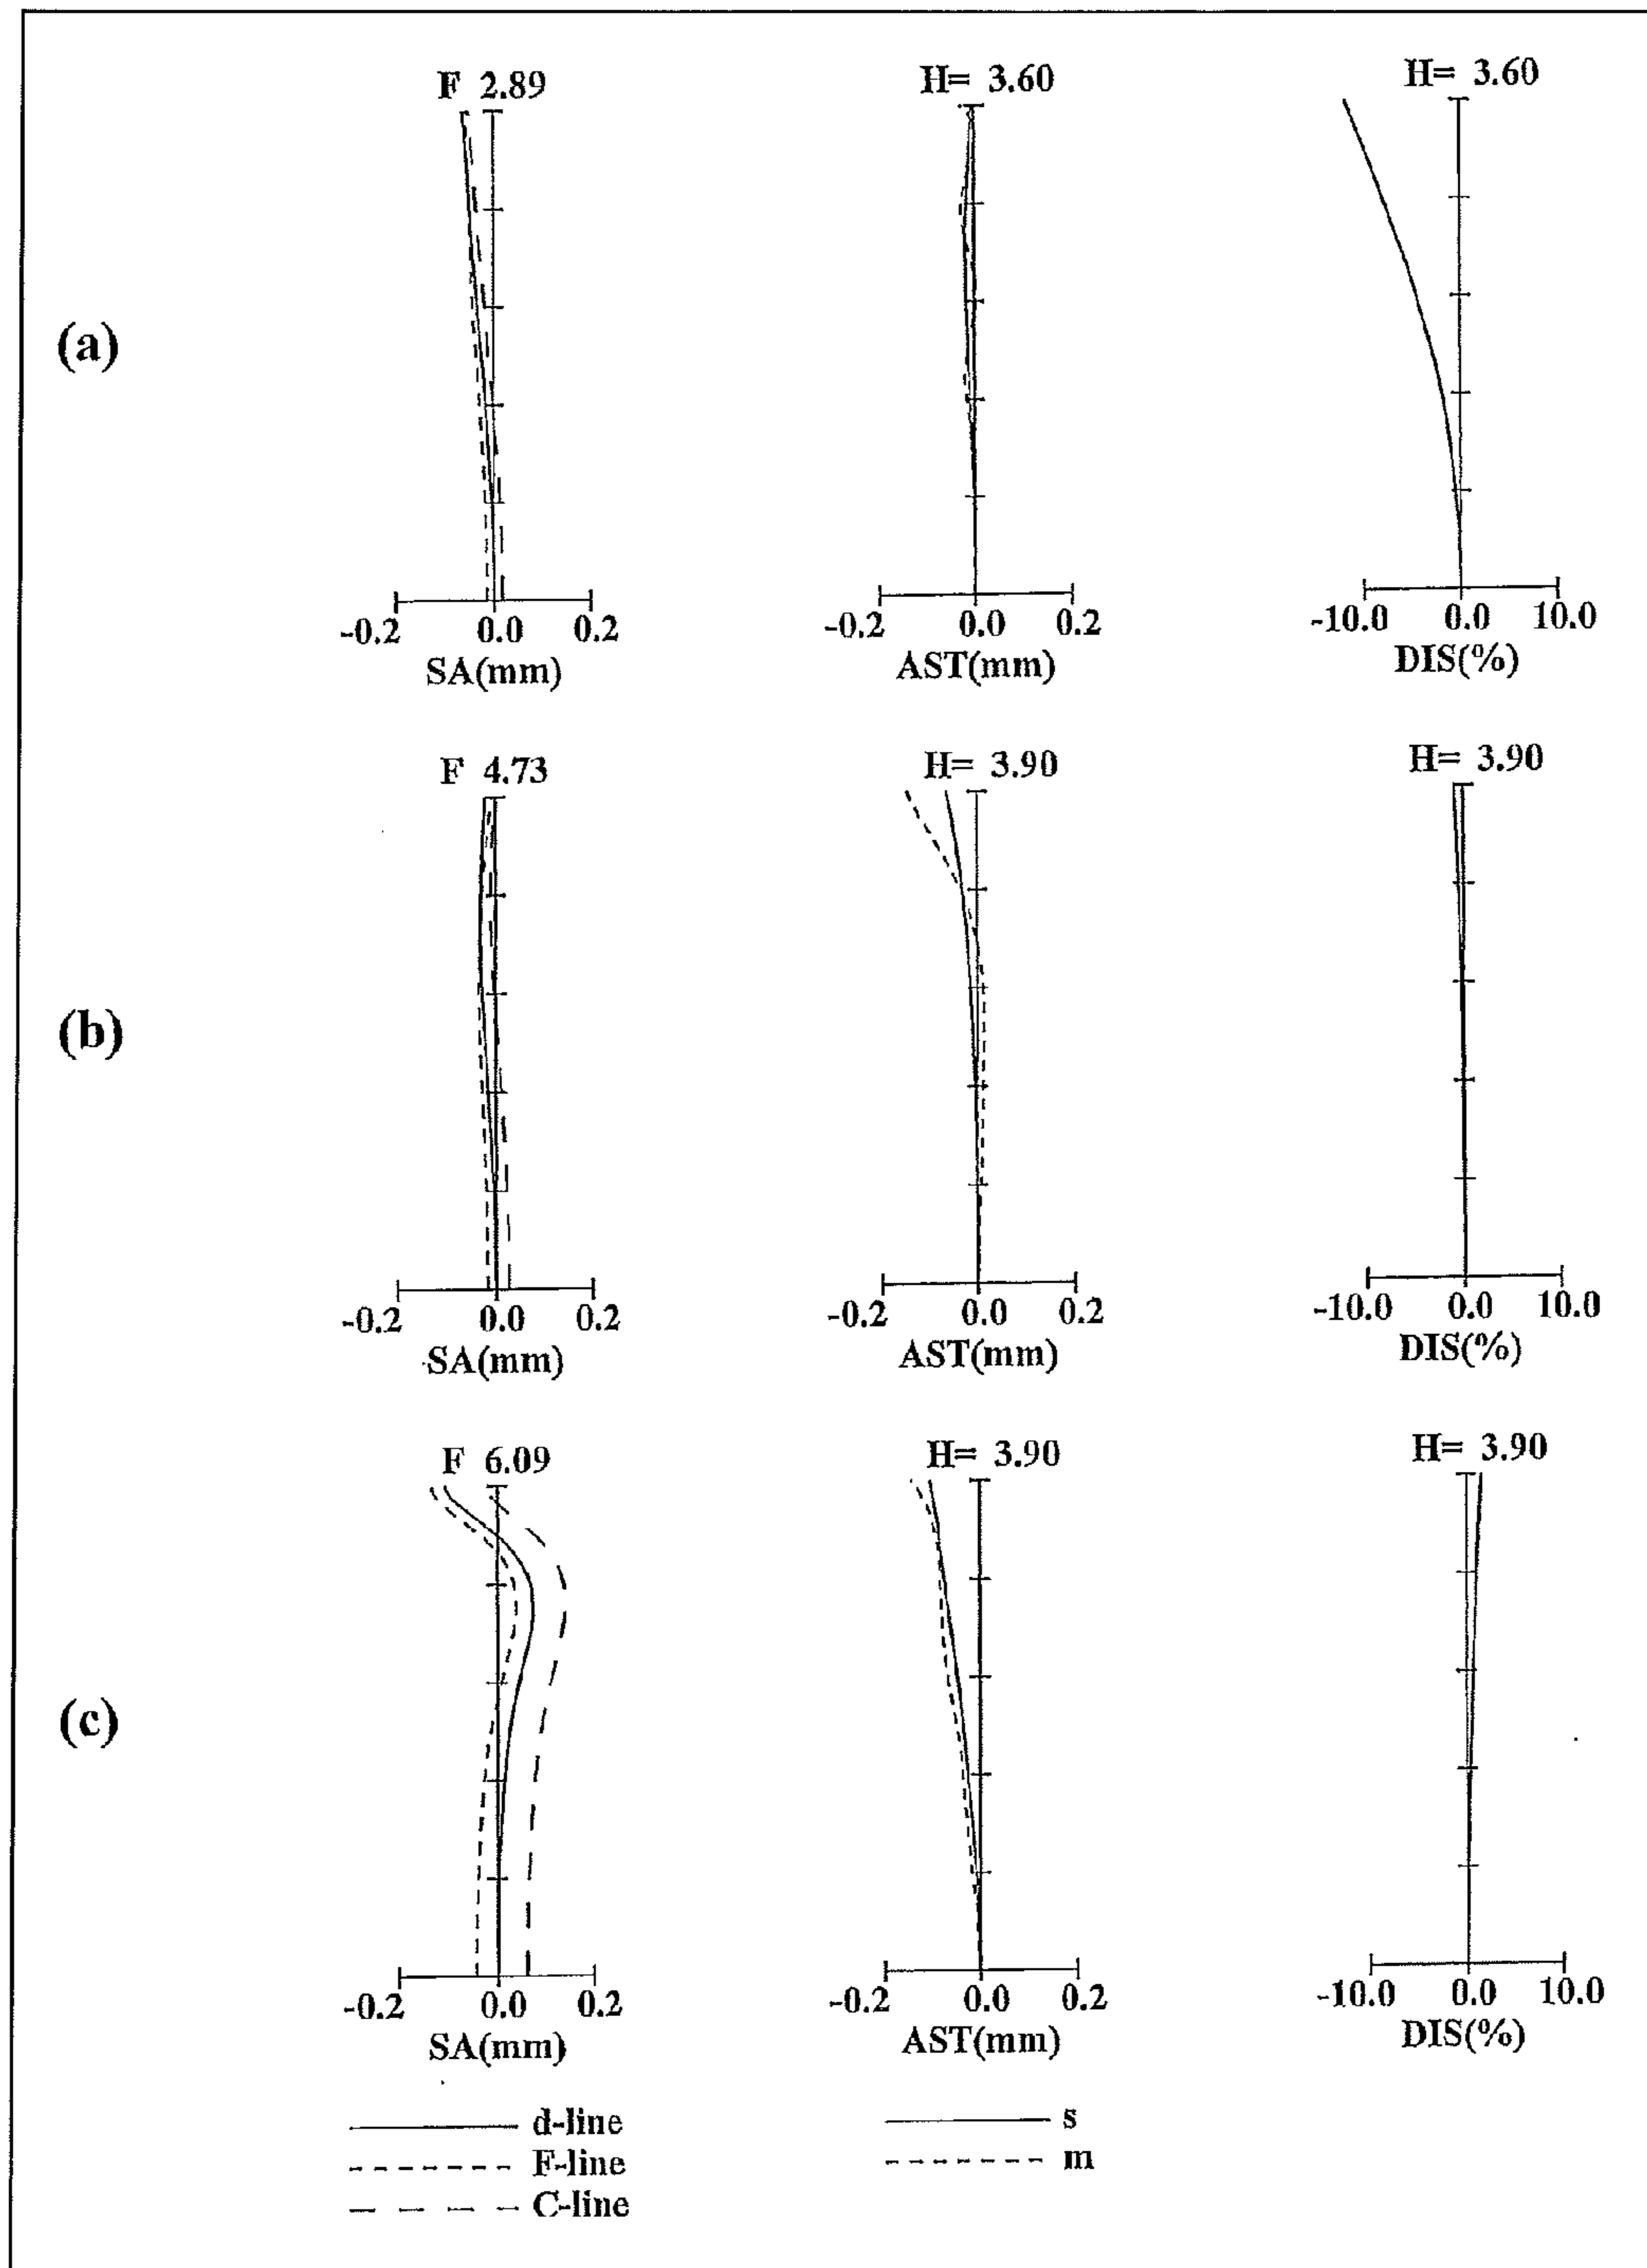 (a)
F 2.89
H= 3.60
H= 3.60
-0.2 0.0 0.2
SA(mm)
-0.2 0.0 0.2
AST(mm)
-10.0 0.0 10.0
DIS(%)
(b)
F 4.73
H= 3.90
H= 3.90
-0.2 0.0 0.2
SA(mm)
-0.2 0.0 0.2
AST(mm)
-10.0 0.0 10.0
DIS(%)
(c)
F 6.09
H= 3.90
H= 3.90
-0.2 0.0 0.2
SA(mm)
-0.2 0.0 0.2
AST(mm)
-10.0 0.0 10.0
DIS(%)
d-line
F-line
C-line
s
m